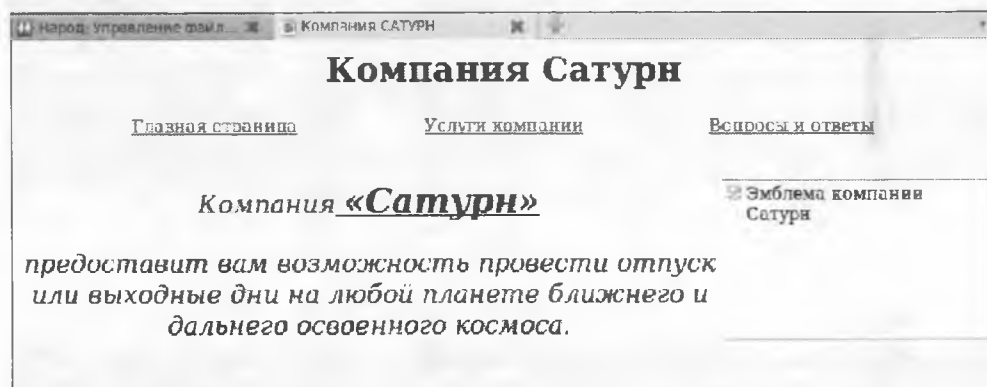 Народ: Управление файл... Компания САТУРН
Компания Сатурн
Главная страница Услуги компании Вопросы и ответы
Компания «Сатурн»
Эмблема компании
Сатурн
предоставит вам возможность провести отпуск
или выходные дни на любой планете ближнего и
дальнего освоенного космоса.